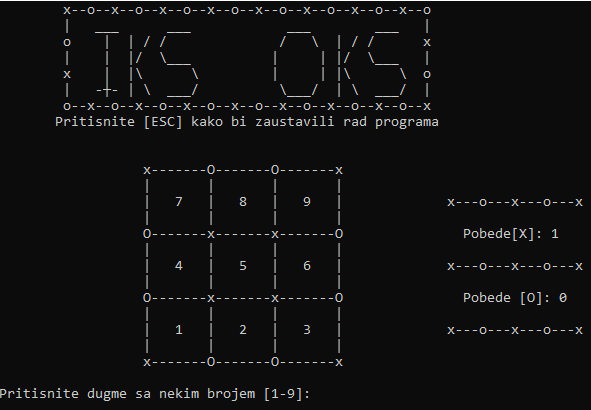 Pritisnite [ESC] kako bi zaustavili rad programa
7 8 9
x---o---x---o---x
Pobede[X]: 1
4 5 6
x---o---x---o---x
Pobede [O]: 0
1 2 3
x---o---x---o---x
Pritisnite dugme sa nekim brojem [1-9]: